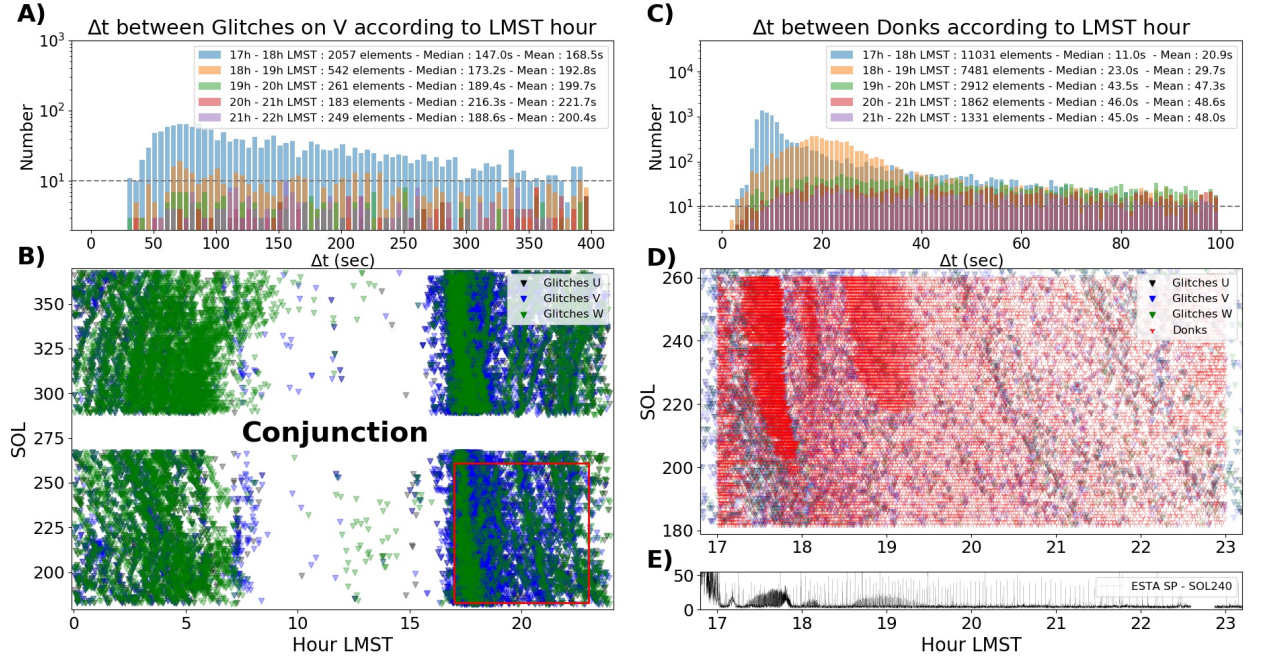 A)
Δt between Glitches on V according to LMST hour
10³
10²
10¹
Number
17h - 18h LMST : 2057 elements - Median : 147.0s - Mean : 168.5s
18h - 19h LMST : 542 elements - Median : 173.2s - Mean : 192.8s
19h - 20h LMST : 261 elements - Median : 189.4s - Mean : 199.7s
20h - 21h LMST : 183 elements - Median : 216.3s - Mean : 221.7s
21h - 22h LMST : 249 elements - Median : 188.6s - Mean : 200.4s
0 50 100 150 200 250 300 350 400
Δt (sec)
C)
Δt between Donks according to LMST hour
10⁴
10³
10²
10¹
Number
17h - 18h LMST : 11031 elements - Median : 11.0s - Mean : 20.9s
18h - 19h LMST : 7481 elements - Median : 23.0s - Mean : 29.7s
19h - 20h LMST : 2912 elements - Median : 43.5s - Mean : 47.3s
20h - 21h LMST : 1862 elements - Median : 46.0s - Mean : 48.6s
21h - 22h LMST : 1331 elements - Median : 45.0s - Mean : 48.0s
0 20 40 60 80 100
Δt (sec)
B)
350
325
300
275
250
225
200
SOL
Glitches U
Glitches V
Glitches W
Conjunction
0 5 10 15 20
Hour LMST
D)
260
240
220
200
180
SOL
Glitches U
Glitches V
Glitches W
Donks
17 18 19 20 21 22 23
E)
50
0
ESTA SP - SOL240
17 18 19 20 21 22 23
Hour LMST